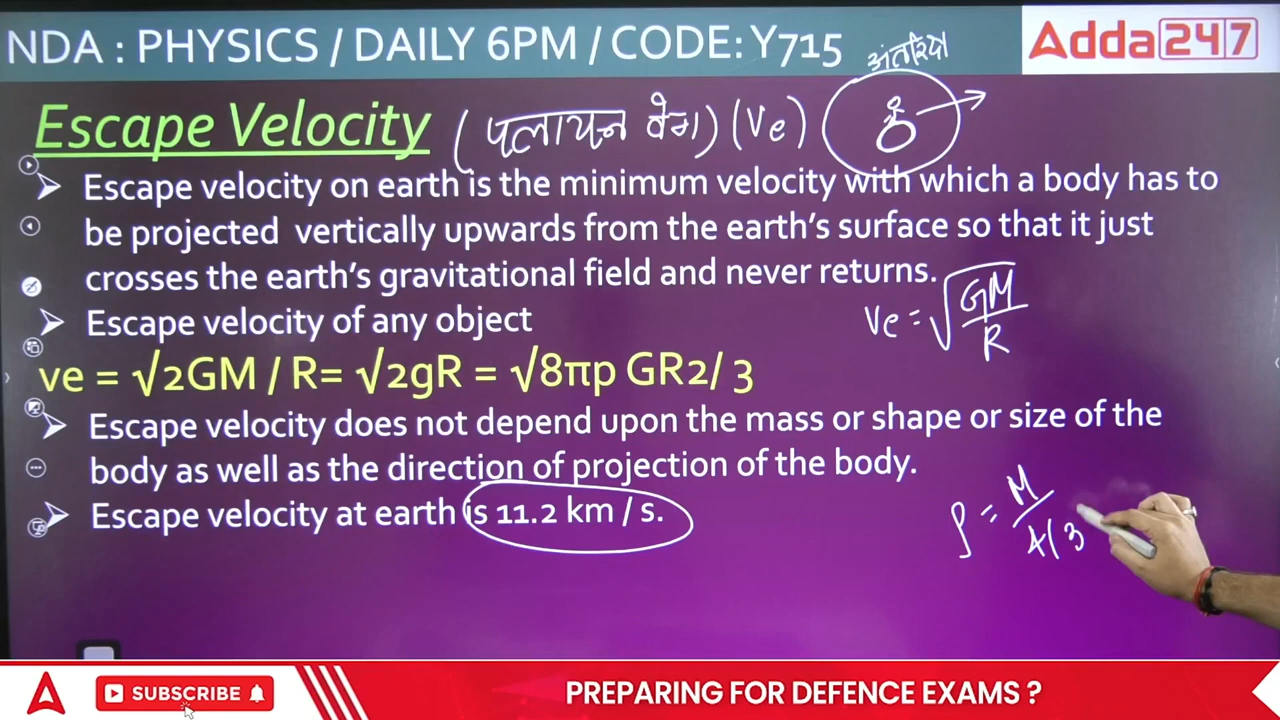 NDA : PHYSICS / DAILY 6PM / CODE: Y715
Adda247
अंतरिक्ष
Escape Velocity (पलायन वेग) (Ve)
Escape velocity on earth is the minimum velocity with which a body has to
be projected vertically upwards from the earth's surface so that it just
crosses the earth's gravitational field and never returns.
Ve = √GM/R
Escape velocity of any object
ve = √2GM / R= √2gR = √8πp GR2/ 3
Escape velocity does not depend upon the mass or shape or size of the
body as well as the direction of projection of the body.
Escape velocity at earth is 11.2 km / s.
ρ = M
4/3
SUBSCRIBE
PREPARING FOR DEFENCE EXAMS ?